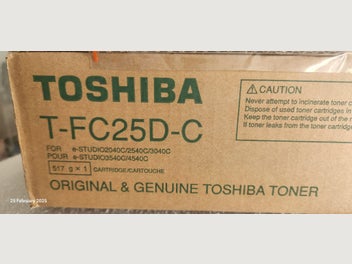 TOSHIBA
T-FC25D-C
FOR e-STUDIO2040C/2540C/3040C
POUR e-STUDIO3540C/4540C
517 g × 1 CARTRIDGE/CARTOUCHE
ORIGINAL & GENUINE TOSHIBA TONER
⚠ CAUTION
Never attempt to incinerate toner c
Dispose of used toner cartridges in
Keep the toner cartridge out of the r
If toner leaks from the toner cartridg
25 February 2025